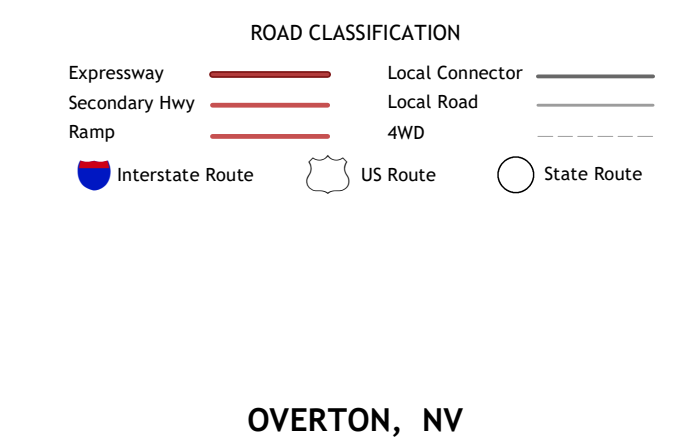 ROAD CLASSIFICATION
Expressway
Local Connector
Secondary Hwy
Local Road
Ramp
4WD
Interstate Route
US Route
State Route
OVERTON, NV